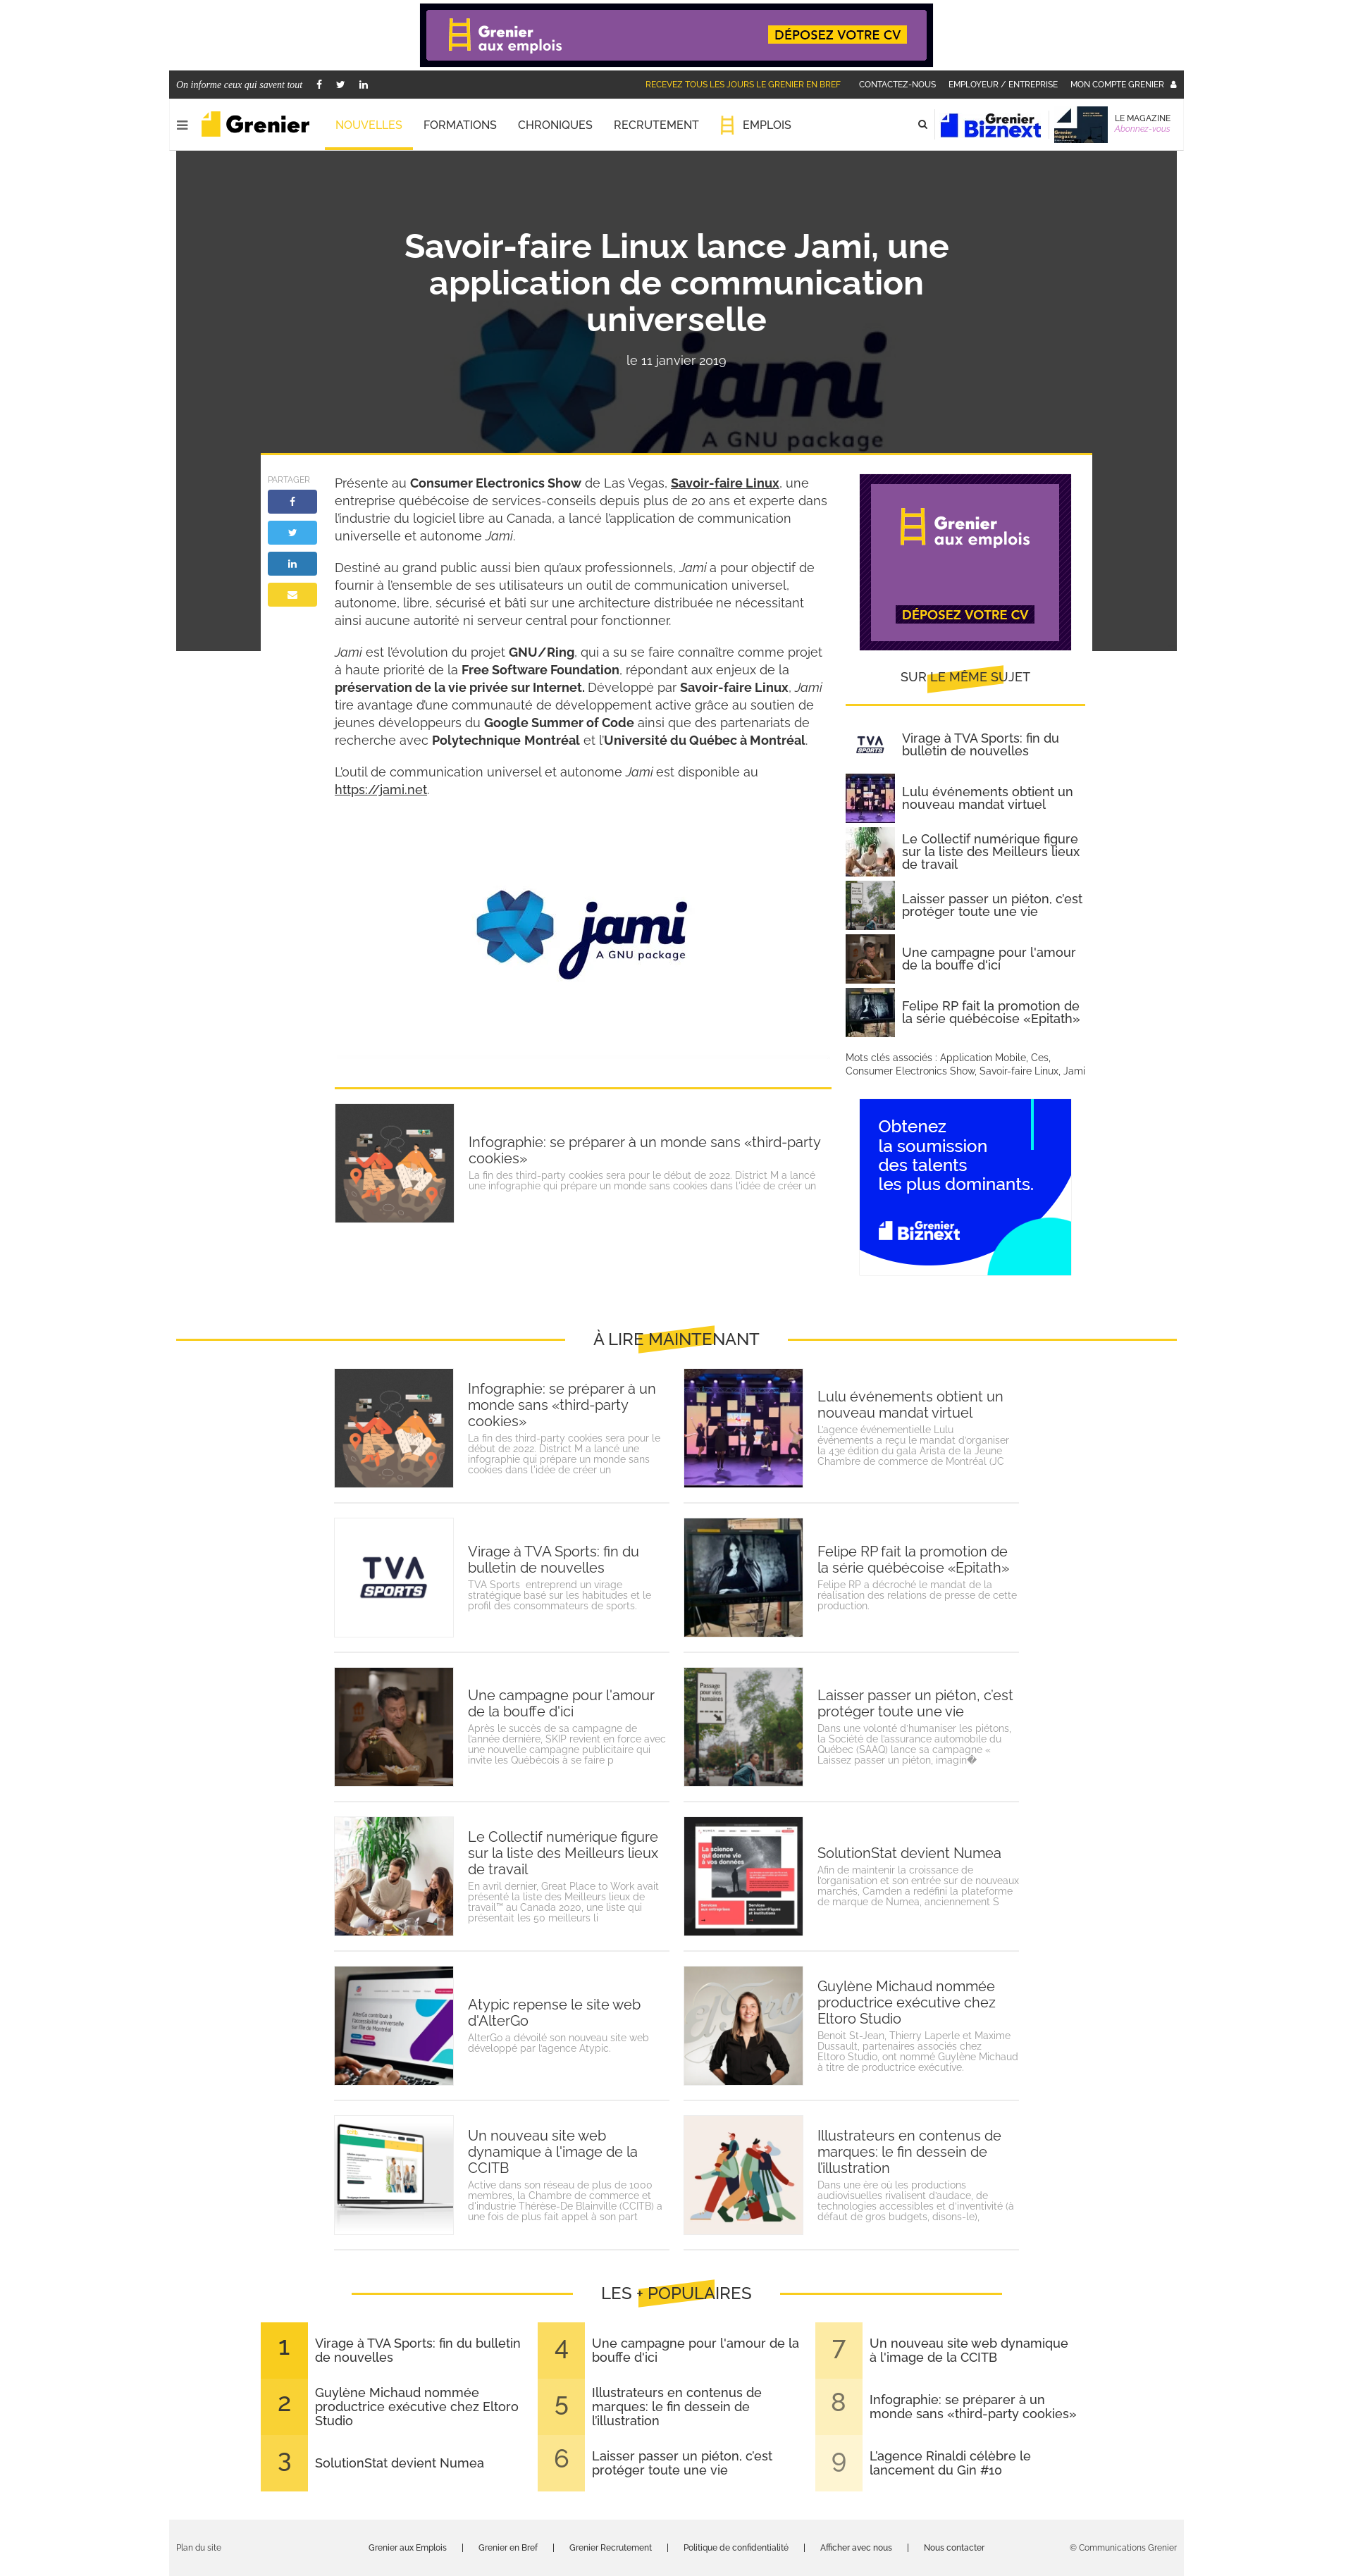 Grenier
aux emplois
DÉPOSEZ VOTRE CV
On informe ceux qui savent tout
RECEVEZ TOUS LES JOURS LE GRENIER EN BREF
CONTACTEZ-NOUS
EMPLOYEUR / ENTREPRISE
MON COMPTE GRENIER
Grenier
NOUVELLES
FORMATIONS
CHRONIQUES
RECRUTEMENT
EMPLOIS
Grenier
Biznext
LE MAGAZINE
Abonnez-vous
Savoir-faire Linux lance Jami, une
application de communication
universelle
le 11 janvier 2019
jami
A GNU package
PARTAGER
Présente au Consumer Electronics Show de Las Vegas, Savoir-faire Linux, une
entreprise québécoise de services-conseils depuis plus de 20 ans et experte dans
l'industrie du logiciel libre au Canada, a lancé l'application de communication
universelle et autonome Jami.
Destiné au grand public aussi bien qu'aux professionnels, Jami a pour objectif de
fournir à l'ensemble de ses utilisateurs un outil de communication universel,
autonome, libre, sécurisé et bâti sur une architecture distribuée ne nécessitant
ainsi aucune autorité ni serveur central pour fonctionner.
Jami est l'évolution du projet GNU/Ring, qui a su se faire connaître comme projet
à haute priorité de la Free Software Foundation, répondant aux enjeux de la
préservation de la vie privée sur Internet. Développé par Savoir-faire Linux, Jami
tire avantage d'une communauté de développement active grâce au soutien de
jeunes développeurs du Google Summer of Code ainsi que des partenariats de
recherche avec Polytechnique Montréal et l'Université du Québec à Montréal.
L'outil de communication universel et autonome Jami est disponible au
https://jami.net.
jami
A GNU package
Infographie: se préparer à un monde sans «third-party
cookies»
La fin des third-party cookies sera pour le début de 2022. District M a lancé
une infographie qui prépare un monde sans cookies dans l'idée de créer un
Grenier
aux emplois
DÉPOSEZ VOTRE CV
SUR LE MÊME SUJET
TVA
SPORTS
Virage à TVA Sports: fin du
bulletin de nouvelles
Lulu événements obtient un
nouveau mandat virtuel
Le Collectif numérique figure
sur la liste des Meilleurs lieux
de travail
Laisser passer un piéton, c'est
protéger toute une vie
Une campagne pour l'amour
de la bouffe d'ici
Felipe RP fait la promotion de
la série québécoise «Epitath»
Mots clés associés : Application Mobile, Ces,
Consumer Electronics Show, Savoir-faire Linux, Jami
Obtenez
la soumission
des talents
les plus dominants.
Grenier
Biznext
À LIRE MAINTENANT
Infographie: se préparer à un
monde sans «third-party
cookies»
La fin des third-party cookies sera pour le
début de 2022. District M a lancé une
infographie qui prépare un monde sans
cookies dans l'idée de créer un
Lulu événements obtient un
nouveau mandat virtuel
L'agence événementielle Lulu
événements a reçu le mandat d'organiser
la 43e édition du gala Arista de la Jeune
Chambre de commerce de Montréal (JC
TVA
SPORTS
Virage à TVA Sports: fin du
bulletin de nouvelles
TVA Sports entreprend un virage
stratégique basé sur les habitudes et le
profil des consommateurs de sports.
Felipe RP fait la promotion de
la série québécoise «Epitath»
Felipe RP a décroché le mandat de la
réalisation des relations de presse de cette
production.
Une campagne pour l'amour
de la bouffe d'ici
Après le succès de sa campagne de
l'année dernière, SKIP revient en force avec
une nouvelle campagne publicitaire qui
invite les Québécois à se faire p
Passage
pour vies
humaines
Laisser passer un piéton, c'est
protéger toute une vie
Dans une volonté d'humaniser les piétons,
la Société de l'assurance automobile du
Québec (SAAQ) lance sa campagne «
Laissez passer un piéton, imagin�
Le Collectif numérique figure
sur la liste des Meilleurs lieux
de travail
En avril dernier, Great Place to Work avait
présenté la liste des Meilleurs lieux de
travail™ au Canada 2020, une liste qui
présentait les 50 meilleurs li
La science
qui donne vie
à vos données
SolutionStat devient Numea
Afin de maintenir la croissance de
l'organisation et son entrée sur de nouveaux
marchés, Camden a redéfini la plateforme
de marque de Numea, anciennement S
AlterGo contribue à
l'accessibilité universelle
sur l'île de Montréal
Atypic repense le site web
d'AlterGo
AlterGo a dévoilé son nouveau site web
développé par l'agence Atypic.
Guylène Michaud nommée
productrice exécutive chez
Eltoro Studio
Benoit St-Jean, Thierry Laperle et Maxime
Dussault, partenaires associés chez
Eltoro Studio, ont nommé Guylène Michaud
à titre de productrice exécutive.
Un nouveau site web
dynamique à l'image de la
CCITB
Active dans son réseau de plus de 1000
membres, la Chambre de commerce et
d'industrie Thérèse-De Blainville (CCITB) a
une fois de plus fait appel à son part
Illustrateurs en contenus de
marques: le fin dessein de
l'illustration
Dans une ère où les productions
audiovisuelles rivalisent d'audace, de
technologies accessibles et d'inventivité (à
défaut de gros budgets, disons-le),
LES + POPULAIRES
1
Virage à TVA Sports: fin du bulletin
de nouvelles
2
Guylène Michaud nommée
productrice exécutive chez Eltoro
Studio
3
SolutionStat devient Numea
4
Une campagne pour l'amour de la
bouffe d'ici
5
Illustrateurs en contenus de
marques: le fin dessein de
l'illustration
6
Laisser passer un piéton, c'est
protéger toute une vie
7
Un nouveau site web dynamique
à l'image de la CCITB
8
Infographie: se préparer à un
monde sans «third-party cookies»
9
L'agence Rinaldi célèbre le
lancement du Gin #10
Plan du site
Grenier aux Emplois | Grenier en Bref | Grenier Recrutement | Politique de confidentialité | Afficher avec nous | Nous contacter
© Communications Grenier